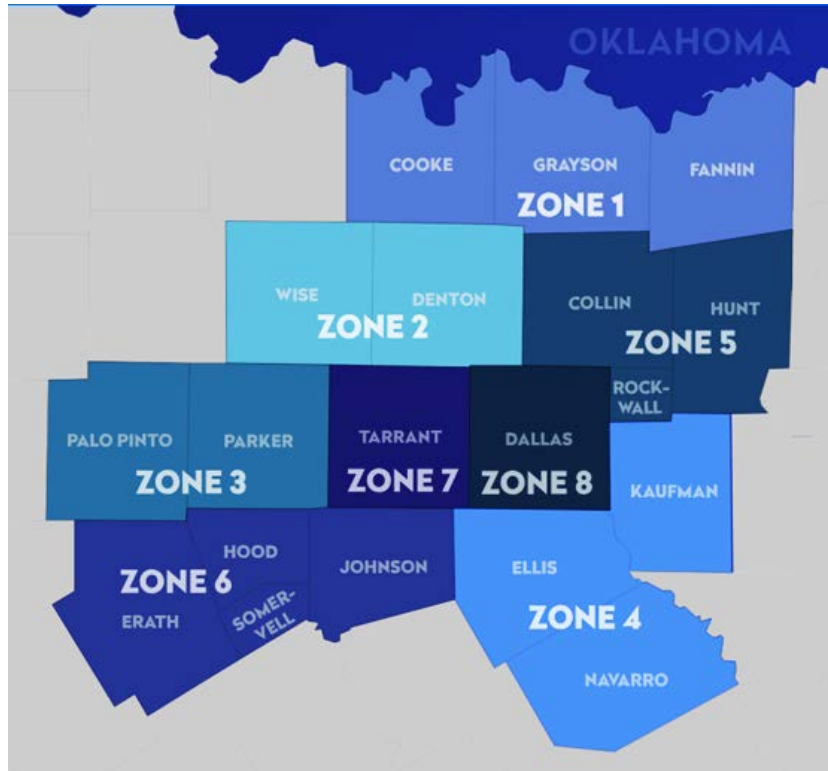 OKLAHOMA
COOKE
GRAYSON
FANNIN
ZONE 1
WISE
DENTON
ZONE 2
COLLIN
HUNT
ZONE 5
ROCK-
WALL
PALO PINTO
PARKER
ZONE 3
TARRANT
ZONE 7
DALLAS
ZONE 8
KAUFMAN
HOOD
ZONE 6
ERATH
SOMER-
VELL
JOHNSON
ELLIS
ZONE 4
NAVARRO